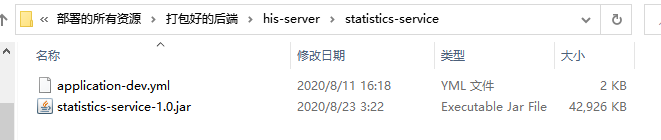 « 部署的所有资源 › 打包好的后端 › his-server › statistics-service
名称 修改日期 类型 大小
application-dev.yml 2020/8/11 16:18 YML 文件 2 KB
statistics-service-1.0.jar 2020/8/23 3:22 Executable Jar File 42,926 KB